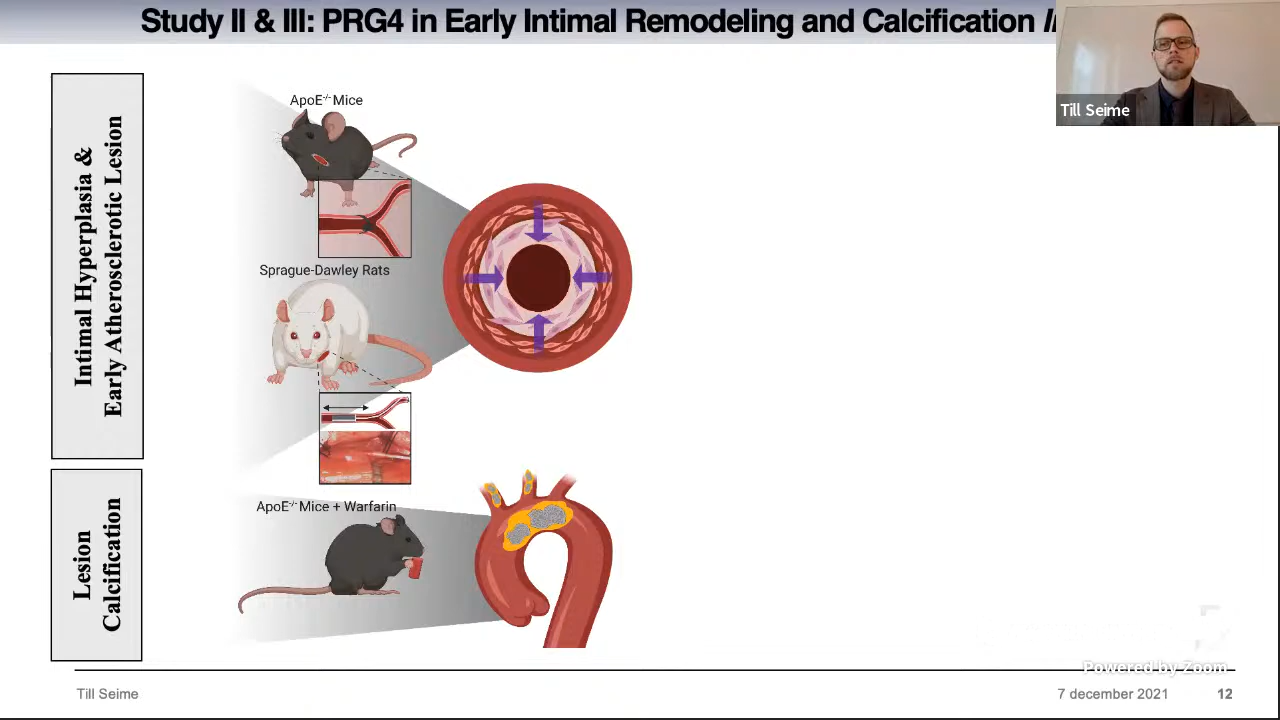 Study II & III: PRG4 in Early Intimal Remodeling and Calcification
Till Seime
Intimal Hyperplasia &
Early Atherosclerotic Lesion
ApoE-/- Mice
Sprague-Dawley Rats
Lesion
Calcification
ApoE-/- Mice + Warfarin
Powered by Zoom
Till Seime
7 december 2021
12